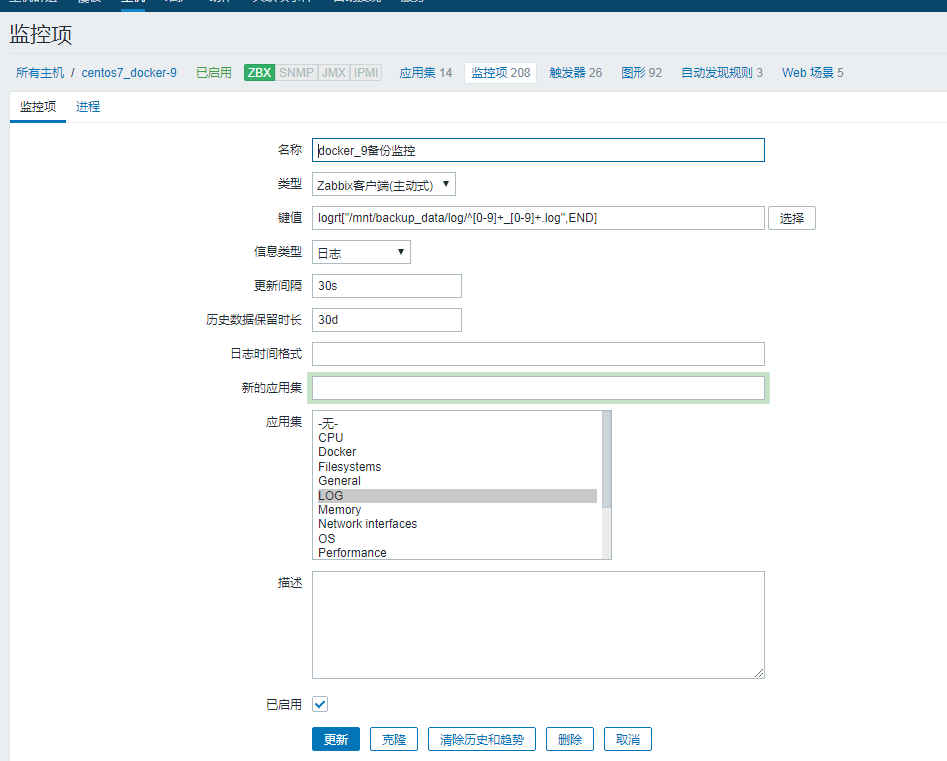 监控项
所有主机 / centos7_docker-9 已启用 ZBX SNMP JMX IPMI 应用集 14 监控项 208 触发器 26 图形 92 自动发现规则 3 Web 场景 5
监控项 进程
名称 docker_9备份监控
类型 Zabbix客户端(主动式)
键值 logrt["/mnt/backup_data/log/^[0-9]+_[0-9]+.log",END] 选择
信息类型 日志
更新间隔 30s
历史数据保留时长 30d
日志时间格式
新的应用集
应用集 -无-
CPU
Docker
Filesystems
General
LOG
Memory
Network interfaces
OS
Performance
描述
已启用
更新 克隆 清除历史和趋势 删除 取消